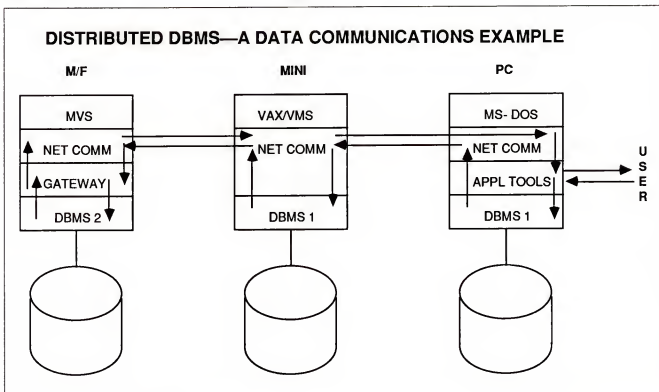 DISTRIBUTED DBMS—A DATA COMMUNICATIONS EXAMPLE
M/F
MINI
PC
MVS
VAX/VMS
MS- DOS
NET COMM
NET COMM
NET COMM
GATEWAY
APPL TOOLS
DBMS 2
DBMS 1
DBMS 1
USER